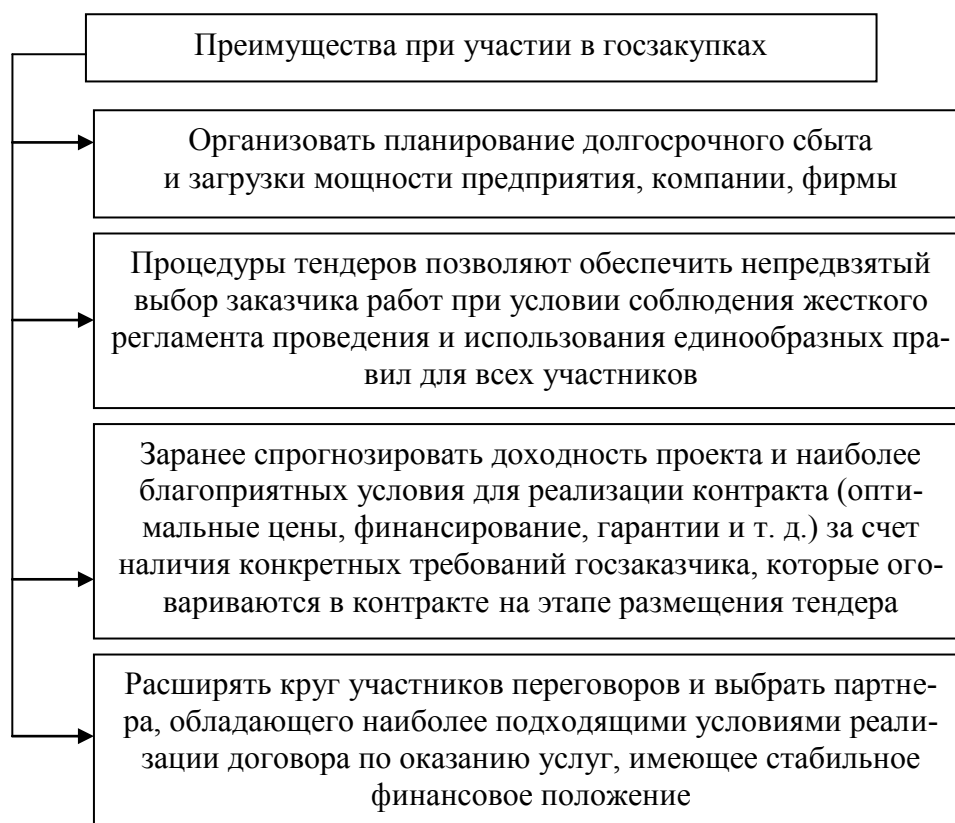 Преимущества при участии в госзакупках
Организовать планирование долгосрочного сбыта
и загрузки мощности предприятия, компании, фирмы
Процедуры тендеров позволяют обеспечить непредвзятый
выбор заказчика работ при условии соблюдения жесткого
регламента проведения и использования единообразных пра-
вил для всех участников
Заранее спрогнозировать доходность проекта и наиболее
благоприятных условия для реализации контракта (опти-
мальные цены, финансирование, гарантии и т. д.) за счет
наличия конкретных требований госзаказчика, которые ого-
вариваются в контракте на этапе размещения тендера
Расширять круг участников переговоров и выбрать партне-
ра, обладающего наиболее подходящими условиями реали-
зации договора по оказанию услуг, имеющее стабильное
финансовое положение